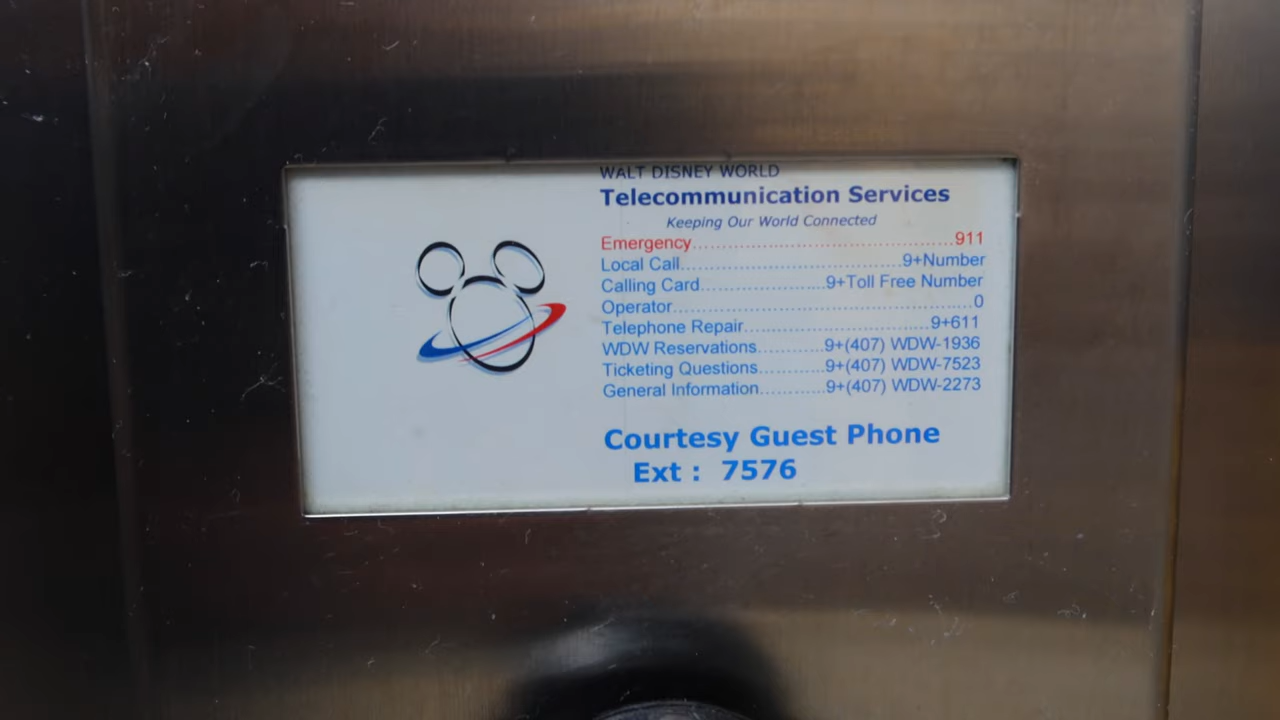 WALT DISNEY WORLD
Telecommunication Services
Keeping Our World Connected
Emergency.............................................911
Local Call.......................................9+Number
Calling Card......................9+Toll Free Number
Operator......................................................0
Telephone Repair................................9+611
WDW Reservations............9+(407) WDW-1936
Ticketing Questions............9+(407) WDW-7523
General Information............9+(407) WDW-2273
Courtesy Guest Phone
Ext : 7576